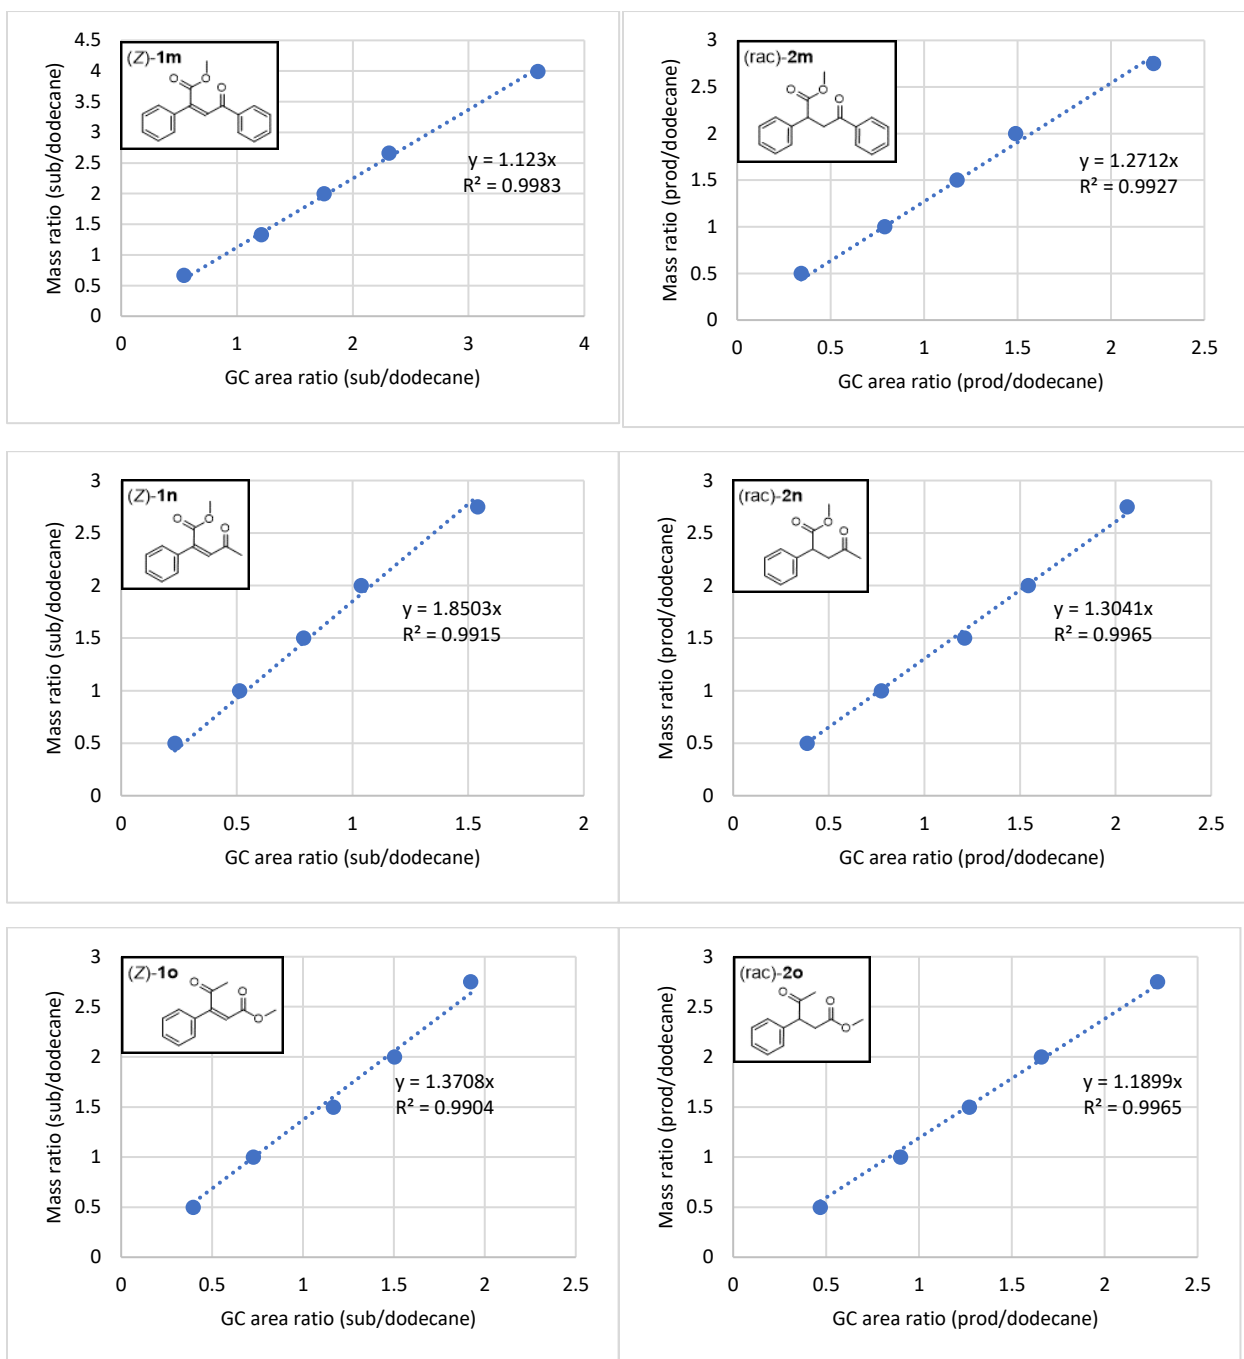 (Z)-1m
O
O
O
y = 1.123x
R² = 0.9983
4.5
4
3.5
3
2.5
2
1.5
1
0.5
0
0 1 2 3 4
Mass ratio (sub/dodecane)
GC area ratio (sub/dodecane)
(rac)-2m
O
O
O
y = 1.2712x
R² = 0.9927
3
2.5
2
1.5
1
0.5
0
0 0.5 1 1.5 2 2.5
Mass ratio (prod/dodecane)
GC area ratio (prod/dodecane)
(Z)-1n
O
O
O
y = 1.8503x
R² = 0.9915
3
2.5
2
1.5
1
0.5
0
0 0.5 1 1.5 2
Mass ratio (sub/dodecane)
GC area ratio (sub/dodecane)
(rac)-2n
O
O
O
y = 1.3041x
R² = 0.9965
3
2.5
2
1.5
1
0.5
0
0 0.5 1 1.5 2 2.5
Mass ratio (prod/dodecane)
GC area ratio (prod/dodecane)
(Z)-1o
O
O
O
y = 1.3708x
R² = 0.9904
3
2.5
2
1.5
1
0.5
0
0 0.5 1 1.5 2 2.5
Mass ratio (sub/dodecane)
GC area ratio (sub/dodecane)
(rac)-2o
O
O
O
y = 1.1899x
R² = 0.9965
3
2.5
2
1.5
1
0.5
0
0 0.5 1 1.5 2 2.5
Mass ratio (prod/dodecane)
GC area ratio (prod/dodecane)